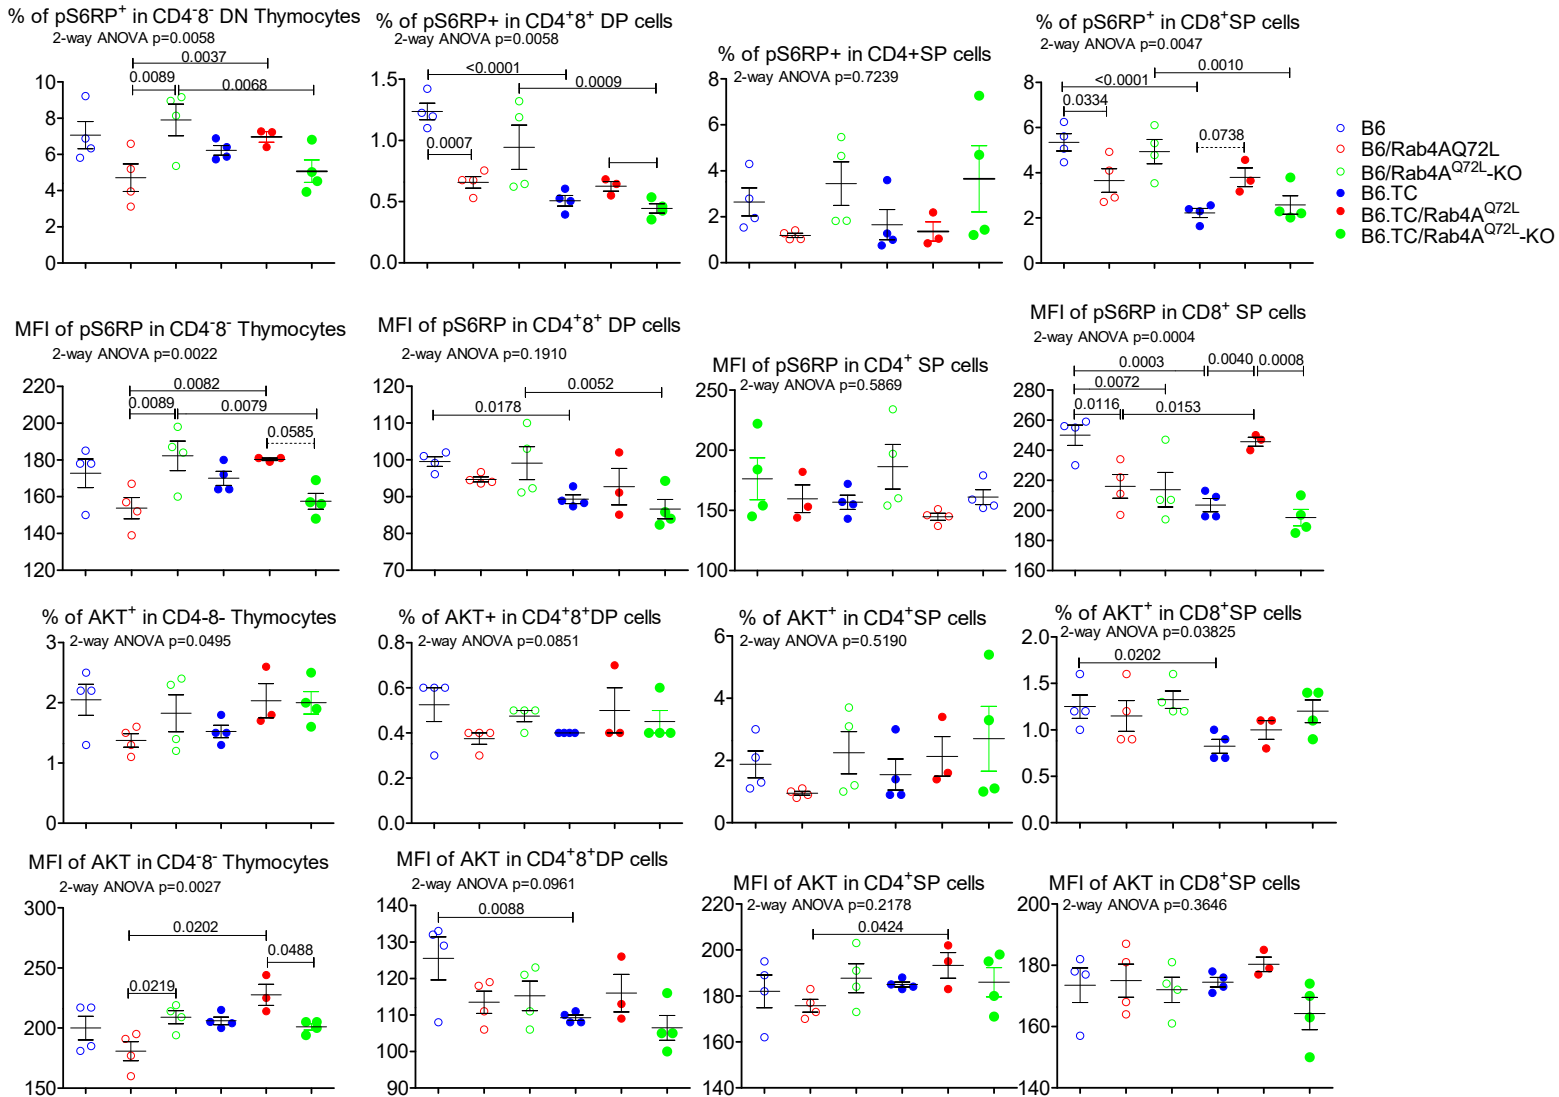 % of pS6RP⁺ in CD4⁻8⁻ DN Thymocytes
2-way ANOVA p=0.0058
0.0037
0.0089
0.0068
10
8
6
4
2
0
% of pS6RP+ in CD4⁺8⁺ DP cells
2-way ANOVA p=0.0058
<0.0001
0.0009
0.0007
1.5
1.0
0.5
0.0
% of pS6RP+ in CD4+SP cells
2-way ANOVA p=0.7239
8
6
4
2
0
% of pS6RP⁺ in CD8⁺SP cells
2-way ANOVA p=0.0047
0.0010
<0.0001
0.0334
0.0738
8
6
4
2
0
B6
B6/Rab4AQ72L
B6/Rab4A^Q72L-KO
B6.TC
B6.TC/Rab4A^Q72L
B6.TC/Rab4A^Q72L-KO
MFI of pS6RP in CD4⁻8⁻ Thymocytes
2-way ANOVA p=0.0022
0.0082
0.0089
0.0079
0.0585
220
200
180
160
140
120
MFI of pS6RP in CD4⁺8⁺ DP cells
2-way ANOVA p=0.1910
0.0052
0.0178
120
110
100
90
80
70
MFI of pS6RP in CD4⁺ SP cells
2-way ANOVA p=0.5869
250
200
150
100
MFI of pS6RP in CD8⁺ SP cells
2-way ANOVA p=0.0004
0.0003
0.0040
0.0008
0.0072
0.0116
0.0153
280
260
240
220
200
180
160
% of AKT⁺ in CD4-8- Thymocytes
2-way ANOVA p=0.0495
3
2
1
0
% of AKT+ in CD4⁺8⁺DP cells
2-way ANOVA p=0.0851
0.8
0.6
0.4
0.2
0.0
% of AKT⁺ in CD4⁺SP cells
2-way ANOVA p=0.5190
6
4
2
0
% of AKT⁺ in CD8⁺SP cells
2-way ANOVA p=0.03825
0.0202
2.0
1.5
1.0
0.5
0.0
MFI of AKT in CD4⁻8⁻ Thymocytes
2-way ANOVA p=0.0027
0.0202
0.0488
0.0219
300
250
200
150
MFI of AKT in CD4⁺8⁺DP cells
2-way ANOVA p=0.0961
0.0088
140
130
120
110
100
90
MFI of AKT in CD4⁺SP cells
2-way ANOVA p=0.2178
0.0424
220
200
180
160
140
MFI of AKT in CD8⁺SP cells
2-way ANOVA p=0.3646
200
180
160
140